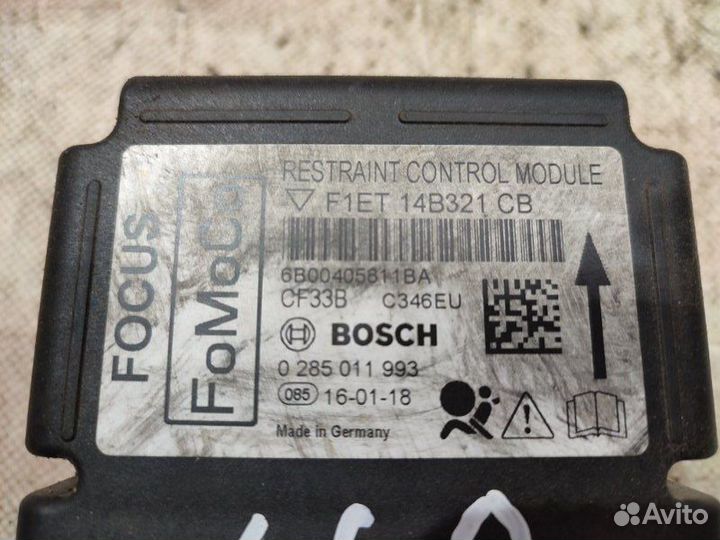 RESTRAINT CONTROL MODULE
F1ET 14B321 CB
6B00405811BA
CF33B C346EU
BOSCH
0 285 011 993
085 16-01-18
Made in Germany
FOCUS
FoMoCo
Avito